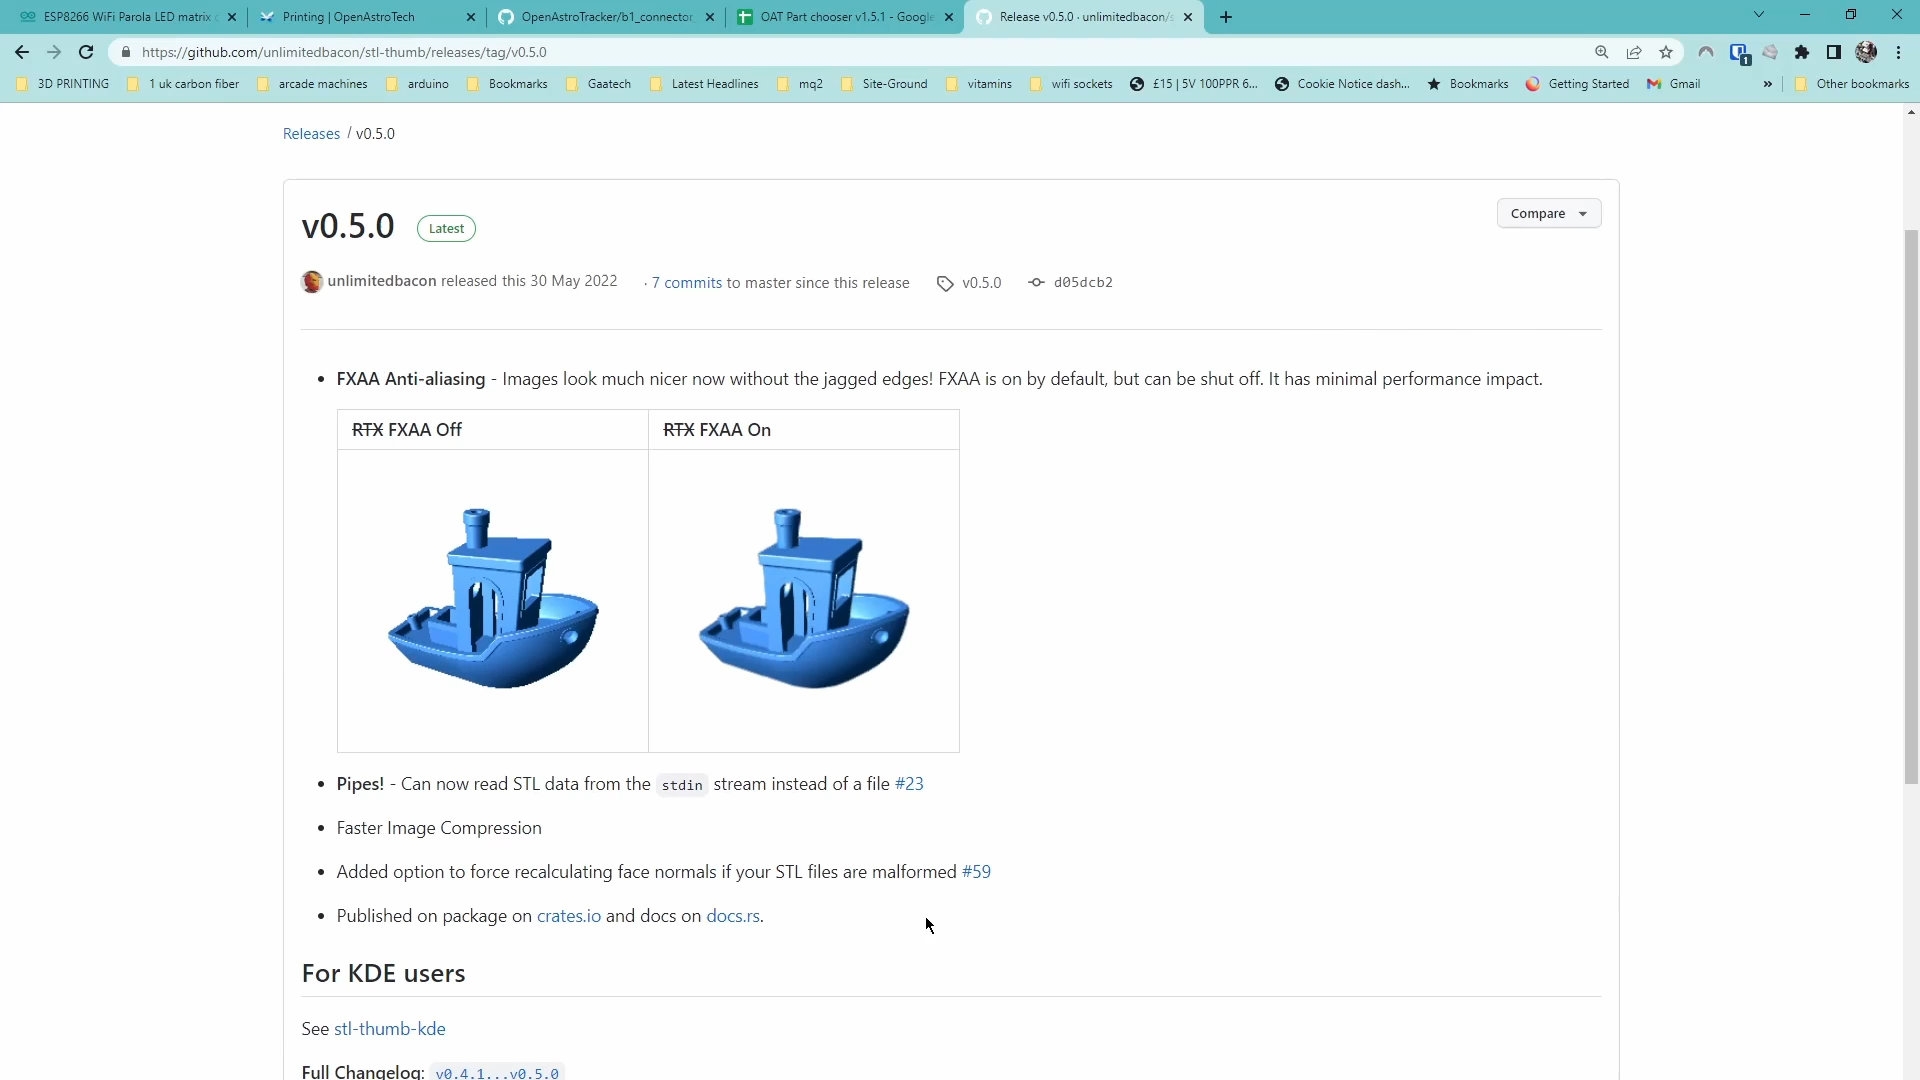 ESP8266 WiFi Parola LED matrix c
Printing | OpenAstroTech
OpenAstroTracker/b1_connector_
OAT Part chooser v1.5.1 - Google
Release v0.5.0 · unlimitedbacon/s
https://github.com/unlimitedbacon/stl-thumb/releases/tag/v0.5.0
1
3D PRINTING
1 uk carbon fiber
arcade machines
arduino
Bookmarks
Gaatech
Latest Headlines
mq2
Site-Ground
vitamins
wifi sockets
£15 | 5V 100PPR 6...
Cookie Notice dash...
Bookmarks
Getting Started
Gmail
»
Other bookmarks
Releases / v0.5.0
v0.5.0 Latest
Compare
unlimitedbacon released this 30 May 2022 · 7 commits to master since this release v0.5.0 d05dcb2
• FXAA Anti-aliasing - Images look much nicer now without the jagged edges! FXAA is on by default, but can be shut off. It has minimal performance impact.
RTX FXAA Off
RTX FXAA On
• Pipes! - Can now read STL data from the stdin stream instead of a file #23
• Faster Image Compression
• Added option to force recalculating face normals if your STL files are malformed #59
• Published on package on crates.io and docs on docs.rs.
For KDE users
See stl-thumb-kde
Full Changelog: v0.4.1...v0.5.0